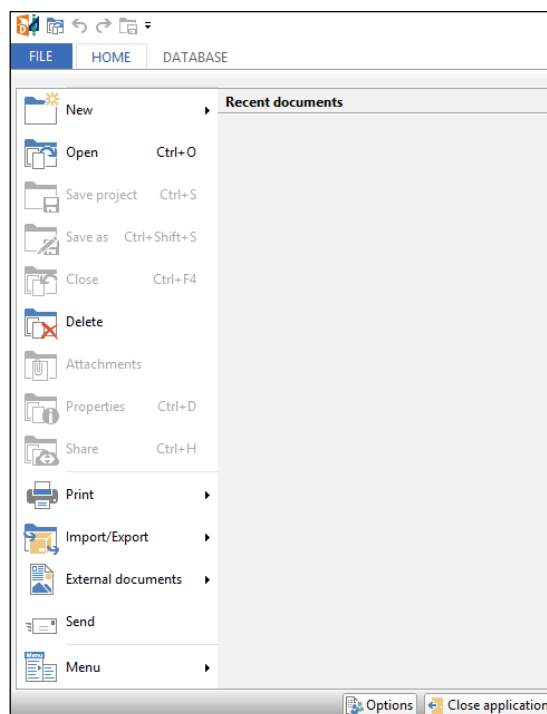 FILE HOME DATABASE
Recent documents
New
Open Ctrl+O
Save project Ctrl+S
Save as Ctrl+Shift+S
Close Ctrl+F4
Delete
Attachments
Properties Ctrl+D
Share Ctrl+H
Print
Import/Export
External documents
Send
Menu
Menu
Options Close application